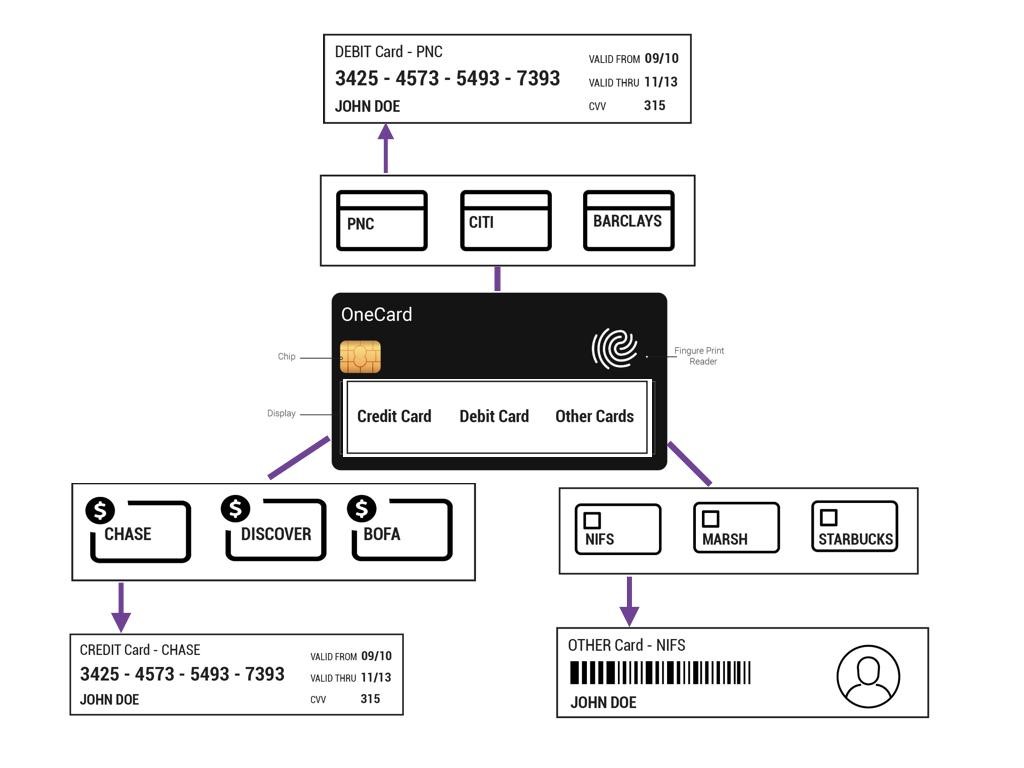 DEBIT Card - PNC
3425 - 4573 - 5493 - 7393
JOHN DOE
VALID FROM 09/10
VALID THRU 11/13
CVV 315
PNC
CITI
BARCLAYS
OneCard
Chip
Fingure Print
Reader
Display
Credit Card Debit Card Other Cards
$ CHASE
$ DISCOVER
$ BOFA
NIFS
MARSH
STARBUCKS
CREDIT Card - CHASE
3425 - 4573 - 5493 - 7393
JOHN DOE
VALID FROM 09/10
VALID THRU 11/13
CVV 315
OTHER Card - NIFS
JOHN DOE